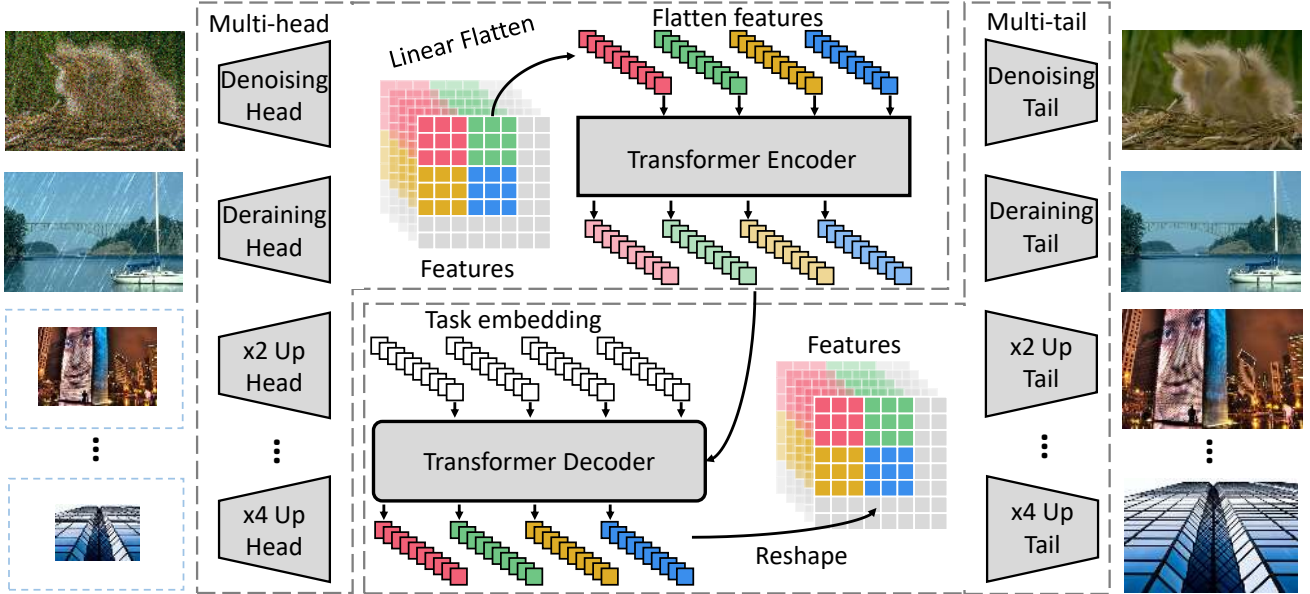 Multi-head
Denoising
Head
Deraining
Head
x2 Up
Head
...
x4 Up
Head
Linear Flatten
Features
Flatten features
Transformer Encoder
Task embedding
Transformer Decoder
Features
Reshape
Multi-tail
Denoising
Tail
Deraining
Tail
x2 Up
Tail
...
x4 Up
Tail